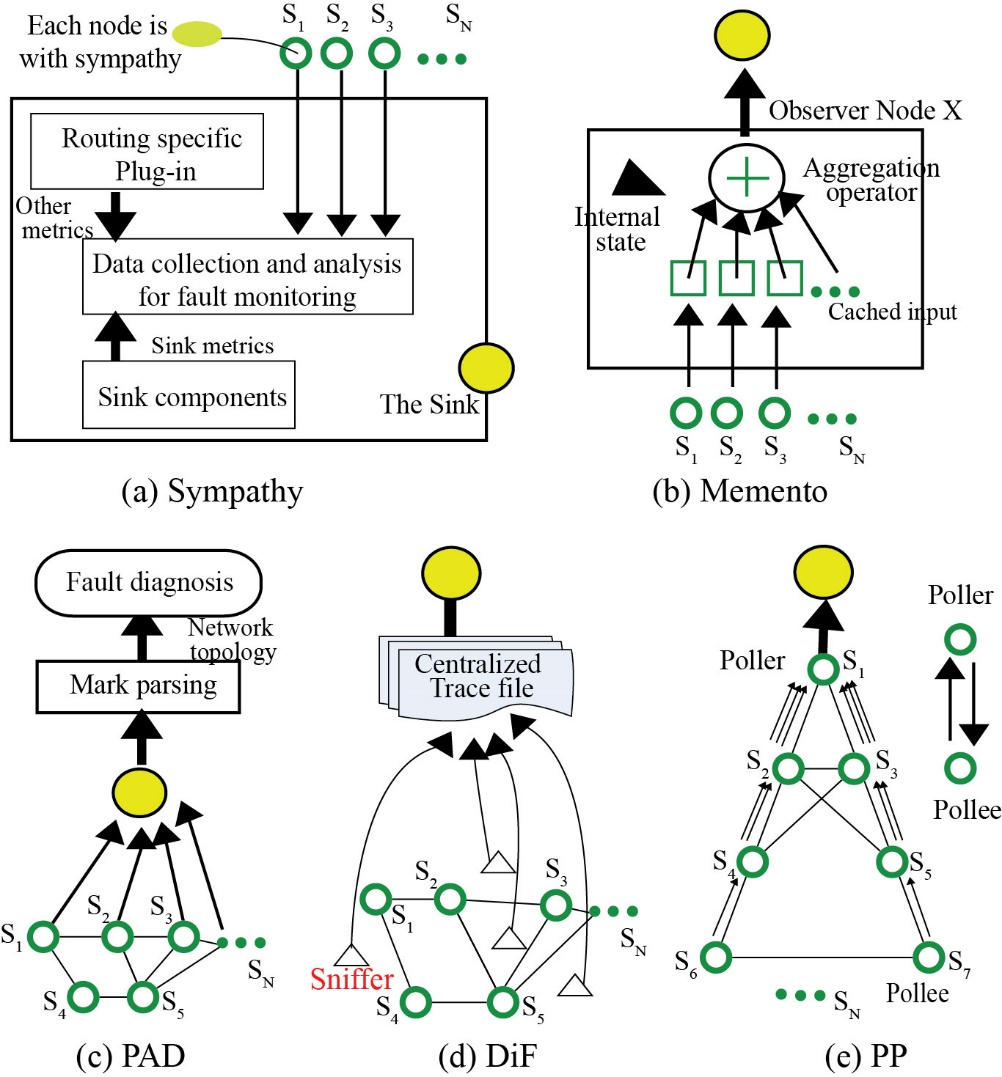 Each node is
with sympathy
S1 S2 S3 SN
Routing specific
Plug-in
Other
metrics
Data collection and analysis
for fault monitoring
Sink metrics
Sink components
The Sink
(a) Sympathy
Observer Node X
Aggregation
operator
Internal
state
Cached input
S1 S2 S3 SN
(b) Memento
Fault diagnosis
Network
topology
Mark parsing
S1 S2 S3
SN
S4 S5
(c) PAD
Centralized
Trace file
S2 S3
S1
SN
Sniffer
S4 S5
(d) DiF
Poller
Poller S1
S2 S3
Pollee
S4 S5
S6 S7
SN Pollee
(e) PP